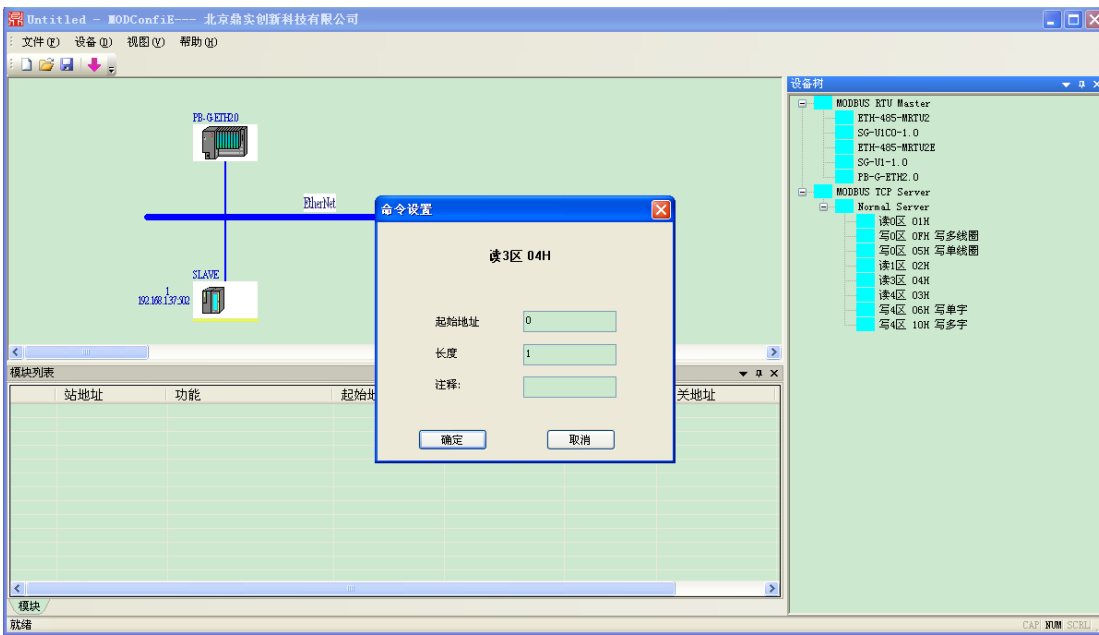 Untitled - MODConfiE--- 北京鼎实创新科技有限公司
文件(F) 设备(D) 视图(V) 帮助(H)
设备树
PB-G-ETH2.0
EtherNet
SLAVE
1
192.168.1.37:502
MODBUS RTU Master
ETH-485-MRTU2
SG-U1CO-1.0
ETH-485-MRTU2E
SG-U1-1.0
PB-G-ETH2.0
MODBUS TCP Server
Normal Server
读0区 01H
写0区 0FH 写多线圈
写0区 05H 写单线圈
读1区 02H
读3区 04H
读4区 03H
写4区 06H 写单字
写4区 10H 写多字
命令设置
读3区 04H
起始地址 0
长度 1
注释:
确定 取消
模块列表
站地址 功能 起始地 关地址
模块
就绪 CAP NUM SCRL